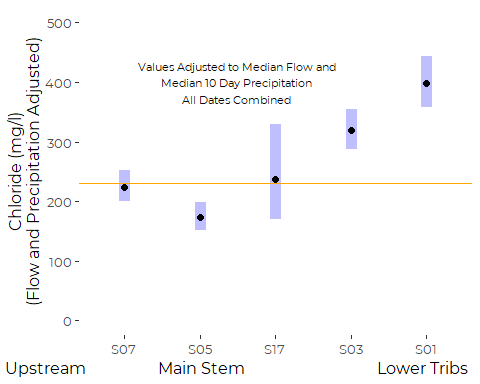 Chloride (mg/l)
(Flow and Precipitation Adjusted)
500
400
300
200
100
0
Values Adjusted to Median Flow and
Median 10 Day Precipitation
All Dates Combined
S07 S05 S17 S03 S01
Upstream Main Stem Lower Tribs